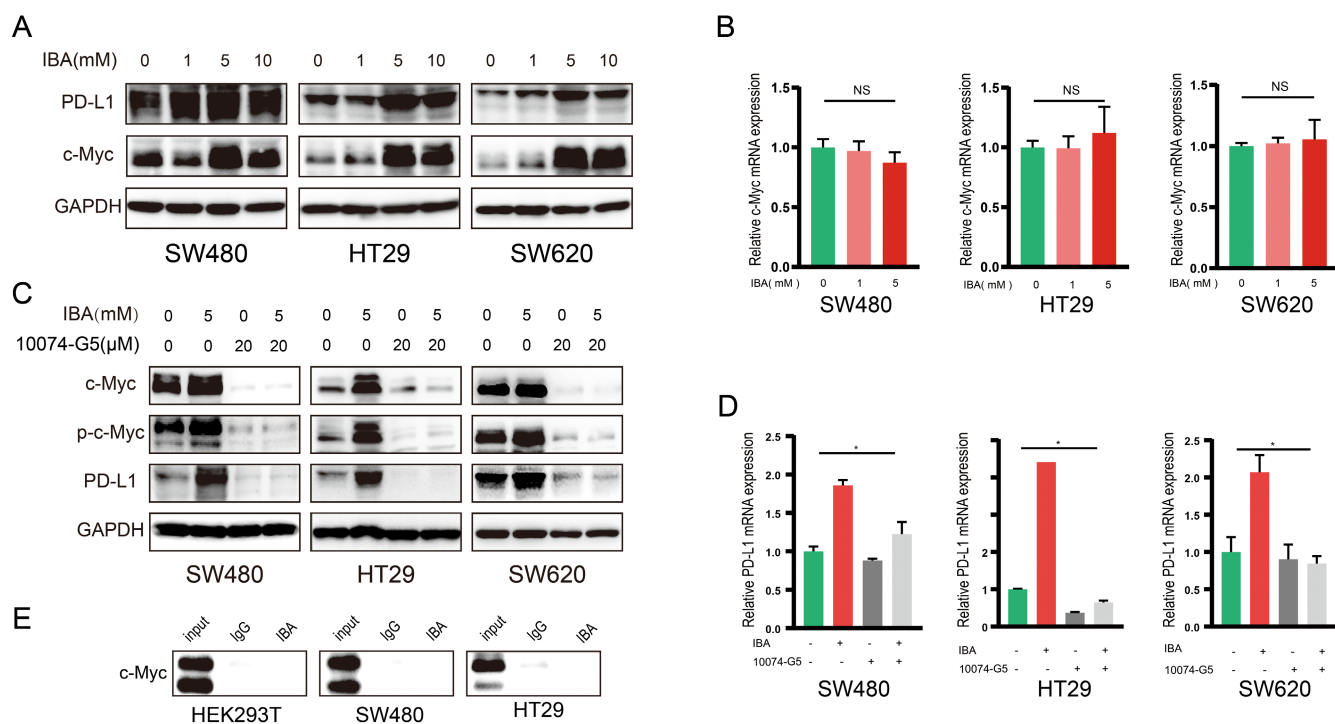 A
IBA(mM) 0 1 5 10 0 1 5 10 0 1 5 10
PD-L1
c-Myc
GAPDH
SW480 HT29 SW620
B
Relative c-Myc mRNA expression
1.5
1.0
0.5
0.0
NS
0 1 5
IBA( mM )
SW480
Relative c-Myc mRNA expression
1.5
1.0
0.5
0.0
NS
0 1 5
IBA( mM )
HT29
Relative c-Myc mRNA expression
1.5
1.0
0.5
0.0
NS
0 1 5
IBA( mM )
SW620
C
IBA(mM) 0 5 0 5 0 5 0 5 0 5 0 5
10074-G5(μM) 0 0 20 20 0 0 20 20 0 0 20 20
c-Myc
p-c-Myc
PD-L1
GAPDH
SW480 HT29 SW620
D
Relative PD-L1 mRNA expression
2.5
2.0
1.5
1.0
0.5
0.0
*
IBA - + - +
10074-G5 - - + +
SW480
Relative PD-L1 mRNA expression
5
4
2
1
0
*
IBA - + - +
10074-G5 - - + +
HT29
Relative PD-L1 mRNA expression
2.5
2.0
1.5
1.0
0.5
0.0
*
IBA - + - +
10074-G5 - - + +
SW620
E
input IgG IBA input IgG IBA input IgG IBA
c-Myc
HEK293T SW480 HT29